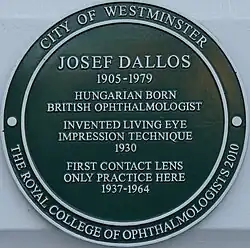 CITY OF WESTMINSTER
JOSEF DALLOS
1905-1979
HUNGARIAN BORN
BRITISH OPHTHALMOLOGIST
INVENTED LIVING EYE
IMPRESSION TECHNIQUE
1930
FIRST CONTACT LENS
ONLY PRACTICE HERE
1937-1964
THE ROYAL COLLEGE OF OPHTHALMOLOGISTS 2010